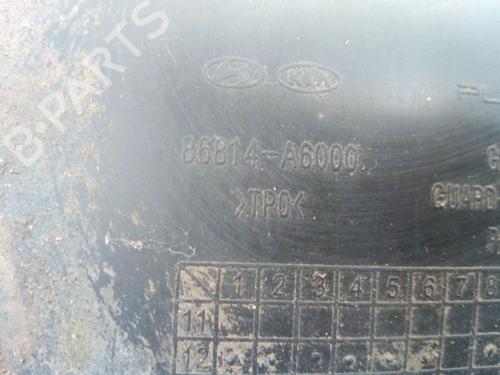 B-PARTS
KIA
86814-A6000
>TPO<
GUARD
1 2 3 4 5 6 7 8
11
12